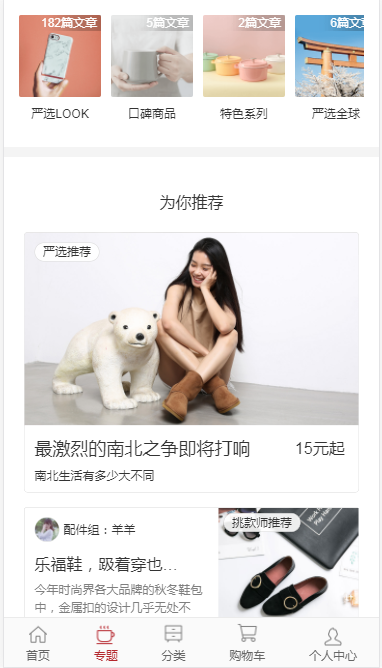 182篇文章
5篇文章
2篇文章
6篇文章
严选LOOK
口碑商品
特色系列
严选全球
为你推荐
严选推荐
最激烈的南北之争即将打响
15元起
南北生活有多少大不同
配件组：羊羊
挑款师推荐
乐福鞋，趿着穿也...
今年时尚界各大品牌的秋冬鞋包
中，金属扣的设计几乎无处不
首页
专题
分类
购物车
个人中心